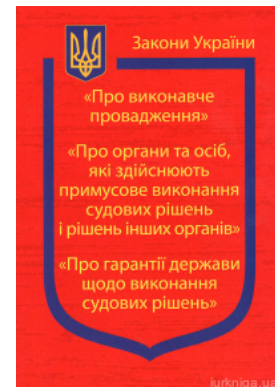 Закони України
«Про виконавче
провадження»
«Про органи та осіб,
які здійснюють
примусове виконання
судових рішень
і рішень інших органів»
«Про гарантії держави
щодо виконання
судових рішень»
jurkniga.ua